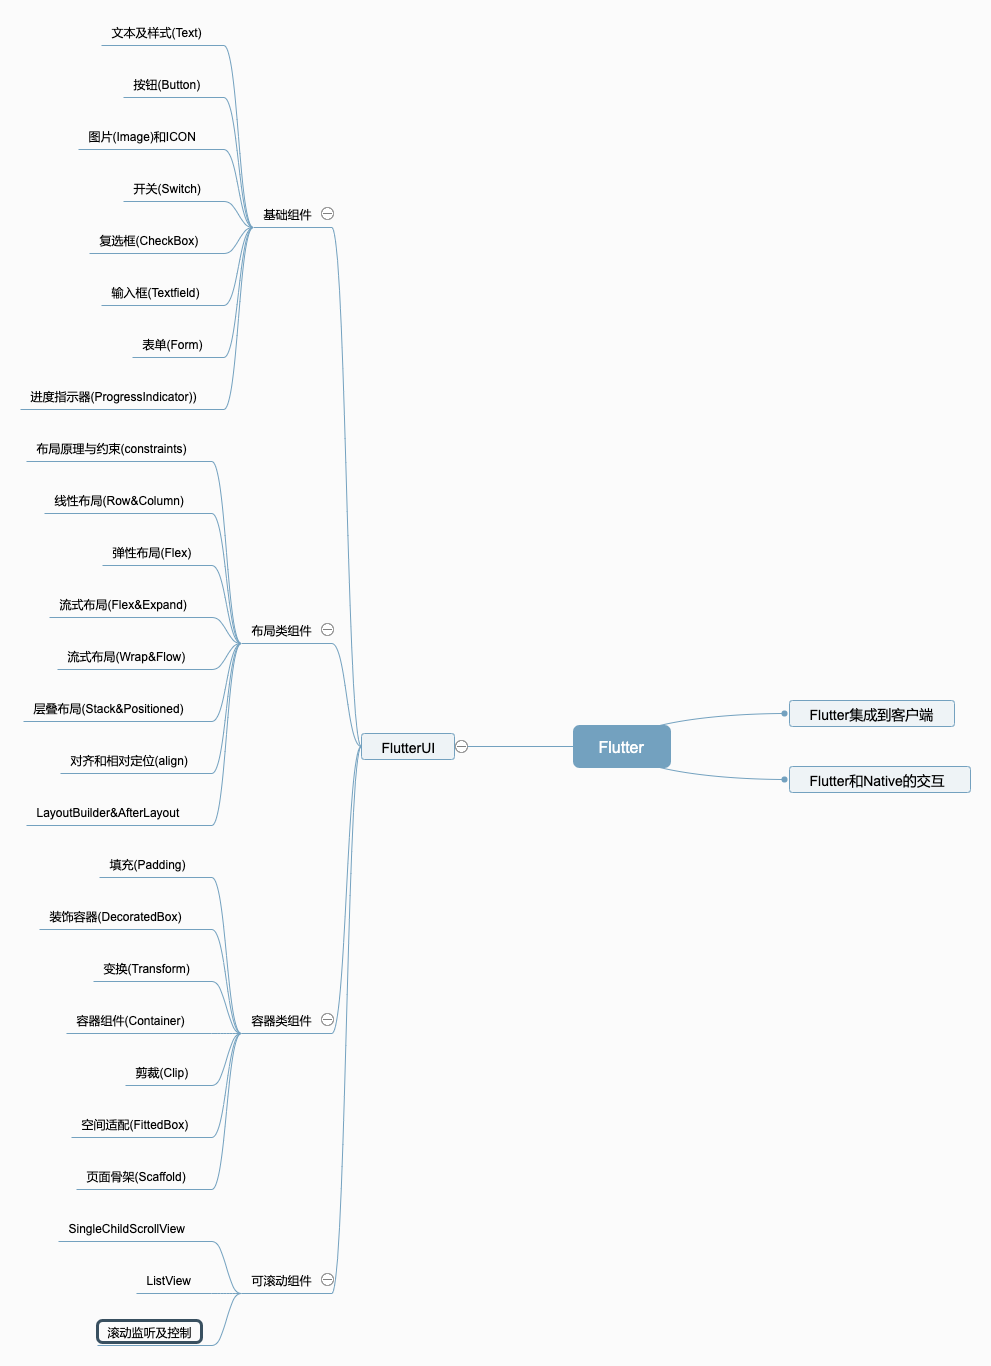 文本及样式(Text)
按钮(Button)
图片(Image)和ICON
开关(Switch)
复选框(CheckBox)
输入框(Textfield)
表单(Form)
进度指示器(ProgressIndicator))
基础组件
布局原理与约束(constraints)
线性布局(Row&Column)
弹性布局(Flex)
流式布局(Flex&Expand)
流式布局(Wrap&Flow)
层叠布局(Stack&Positioned)
对齐和相对定位(align)
LayoutBuilder&AfterLayout
布局类组件
填充(Padding)
装饰容器(DecoratedBox)
变换(Transform)
容器组件(Container)
剪裁(Clip)
空间适配(FittedBox)
页面骨架(Scaffold)
容器类组件
SingleChildScrollView
ListView
滚动监听及控制
可滚动组件
FlutterUI
Flutter
Flutter集成到客户端
Flutter和Native的交互